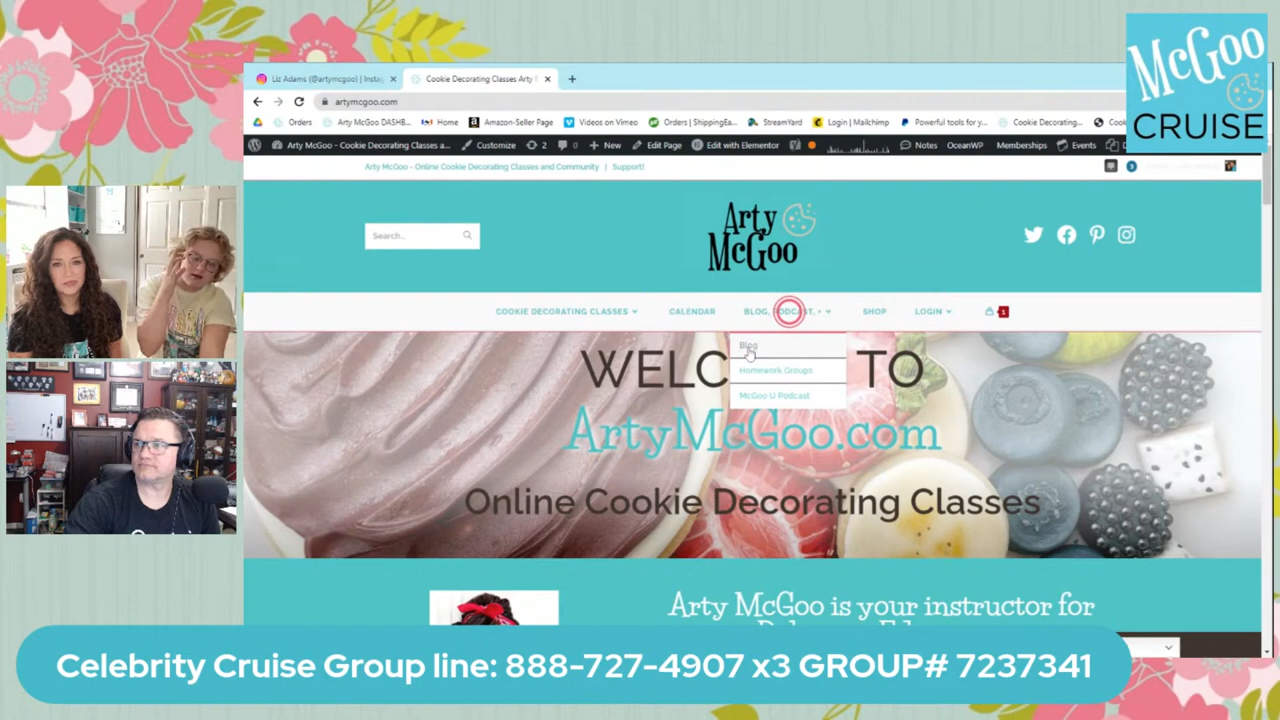 McGoo
CRUISE
Liz Adams (@artymcgoo) | Insta
Cookie Decorating Classes Arty
artymcgoo.com
Orders
Arty McGoo DASHB...
Home
Amazon-Seller Page
Videos on Vimeo
Orders | ShippingEa...
StreamYard
Login | Mailchimp
Powerful tools for y...
Cookie Decorating...
Cook
Arty McGoo - Cookie Decorating Classes a...
Customize
2
0
New
Edit Page
Edit with Elementor
Notes
OceanWP
Memberships
Events
Arty McGoo - Online Cookie Decorating Classes and Community | Support!
3
Search...
Arty
McGoo
COOKIE DECORATING CLASSES
CALENDAR
BLOG, PODCAST, +
SHOP
LOGIN
Blog
Homework Groups
McGoo U Podcast
WELC TO
ArtyMcGoo.com
Online Cookie Decorating Classes
Arty McGoo is your instructor for
Celebrity Cruise Group line: 888-727-4907 x3 GROUP# 7237341